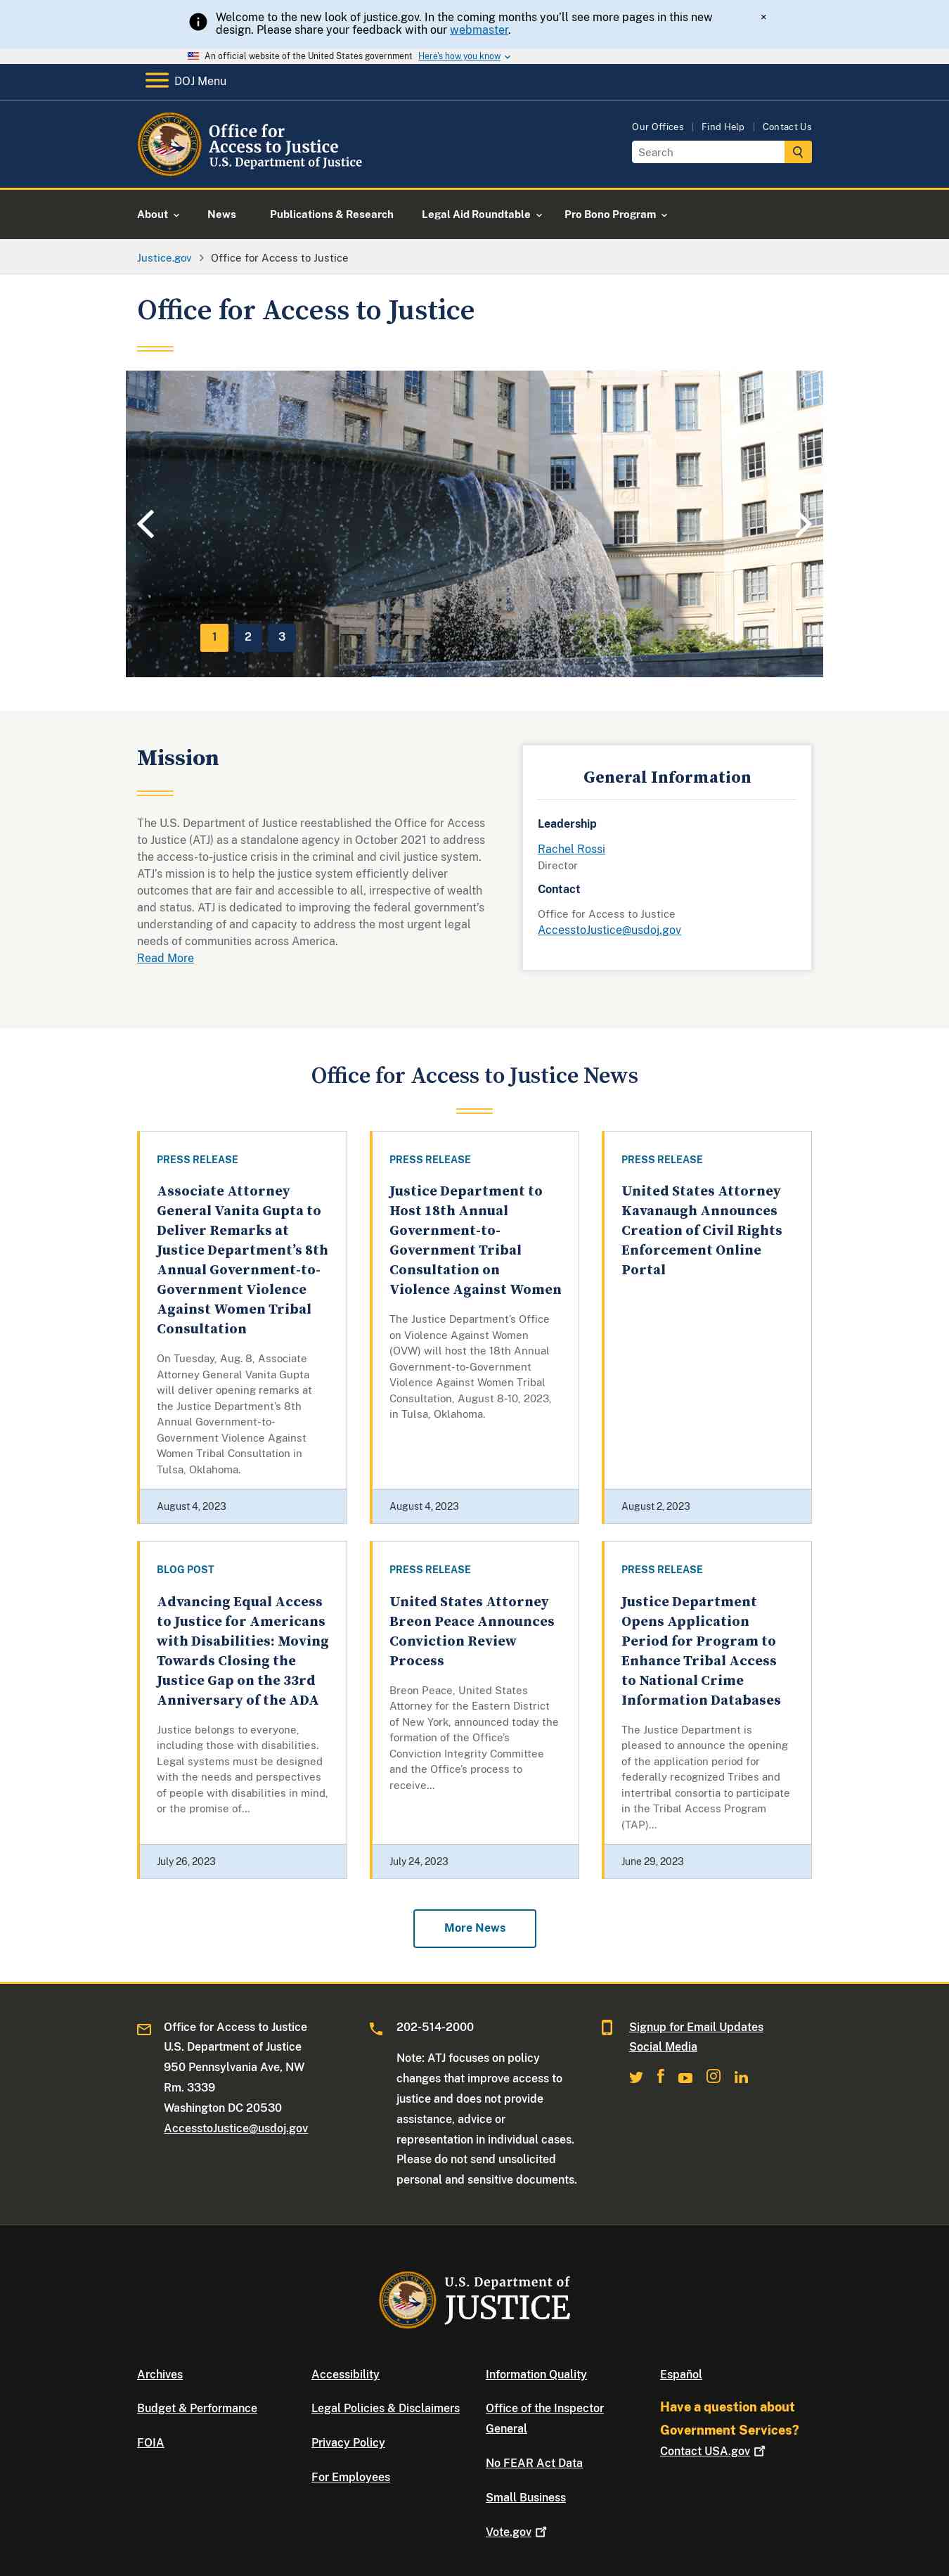 Welcome to the new look of justice.gov. In the coming months you'll see more pages in this new
design. Please share your feedback with our webmaster.
×
An official website of the United States government Here's how you know
DOJ Menu
Office for
Access to Justice
U.S. Department of Justice
Our Offices
Find Help
Contact Us
Search
About
News
Publications & Research
Legal Aid Roundtable
Pro Bono Program
Justice.gov
Office for Access to Justice
Office for Access to Justice
1
2
3
Mission
The U.S. Department of Justice reestablished the Office for Access
to Justice (ATJ) as a standalone agency in October 2021 to address
the access-to-justice crisis in the criminal and civil justice system.
ATJ's mission is to help the justice system efficiently deliver
outcomes that are fair and accessible to all, irrespective of wealth
and status. ATJ is dedicated to improving the federal government's
understanding of and capacity to address the most urgent legal
needs of communities across America.
Read More
General Information
Leadership
Rachel Rossi
Director
Contact
Office for Access to Justice
AccesstoJustice@usdoj.gov
Office for Access to Justice News
PRESS RELEASE
Associate Attorney
General Vanita Gupta to
Deliver Remarks at
Justice Department's 8th
Annual Government-to-
Government Violence
Against Women Tribal
Consultation
On Tuesday, Aug. 8, Associate
Attorney General Vanita Gupta
will deliver opening remarks at
the Justice Department's 8th
Annual Government-to-
Government Violence Against
Women Tribal Consultation in
Tulsa, Oklahoma.
August 4, 2023
PRESS RELEASE
Justice Department to
Host 18th Annual
Government-to-
Government Tribal
Consultation on
Violence Against Women
The Justice Department's Office
on Violence Against Women
(OVW) will host the 18th Annual
Government-to-Government
Violence Against Women Tribal
Consultation, August 8-10, 2023,
in Tulsa, Oklahoma.
August 4, 2023
PRESS RELEASE
United States Attorney
Kavanaugh Announces
Creation of Civil Rights
Enforcement Online
Portal
August 2, 2023
BLOG POST
Advancing Equal Access
to Justice for Americans
with Disabilities: Moving
Towards Closing the
Justice Gap on the 33rd
Anniversary of the ADA
Justice belongs to everyone,
including those with disabilities.
Legal systems must be designed
with the needs and perspectives
of people with disabilities in mind,
or the promise of...
July 26, 2023
PRESS RELEASE
United States Attorney
Breon Peace Announces
Conviction Review
Process
Breon Peace, United States
Attorney for the Eastern District
of New York, announced today the
formation of the Office's
Conviction Integrity Committee
and the Office's process to
receive...
July 24, 2023
PRESS RELEASE
Justice Department
Opens Application
Period for Program to
Enhance Tribal Access
to National Crime
Information Databases
The Justice Department is
pleased to announce the opening
of the application period for
federally recognized Tribes and
intertribal consortia to participate
in the Tribal Access Program
(TAP)...
June 29, 2023
More News
Office for Access to Justice
U.S. Department of Justice
950 Pennsylvania Ave, NW
Rm. 3339
Washington DC 20530
AccesstoJustice@usdoj.gov
202-514-2000
Note: ATJ focuses on policy
changes that improve access to
justice and does not provide
assistance, advice or
representation in individual cases.
Please do not send unsolicited
personal and sensitive documents.
Signup for Email Updates
Social Media
U.S. Department of
JUSTICE
Archives
Budget & Performance
FOIA
Accessibility
Legal Policies & Disclaimers
Privacy Policy
For Employees
Information Quality
Office of the Inspector
General
No FEAR Act Data
Small Business
Vote.gov
Español
Have a question about
Government Services?
Contact USA.gov